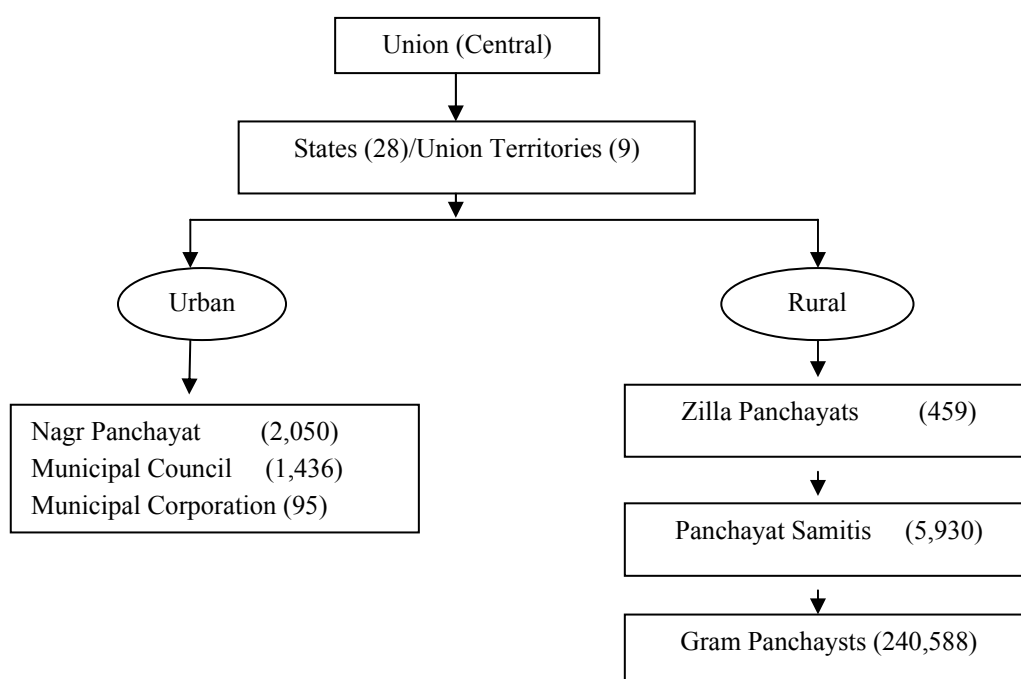 Union (Central)
States (28)/Union Territories (9)
Urban
Rural
Nagr Panchayat (2,050)
Municipal Council (1,436)
Municipal Corporation (95)
Zilla Panchayats (459)
Panchayat Samitis (5,930)
Gram Panchaysts (240,588)